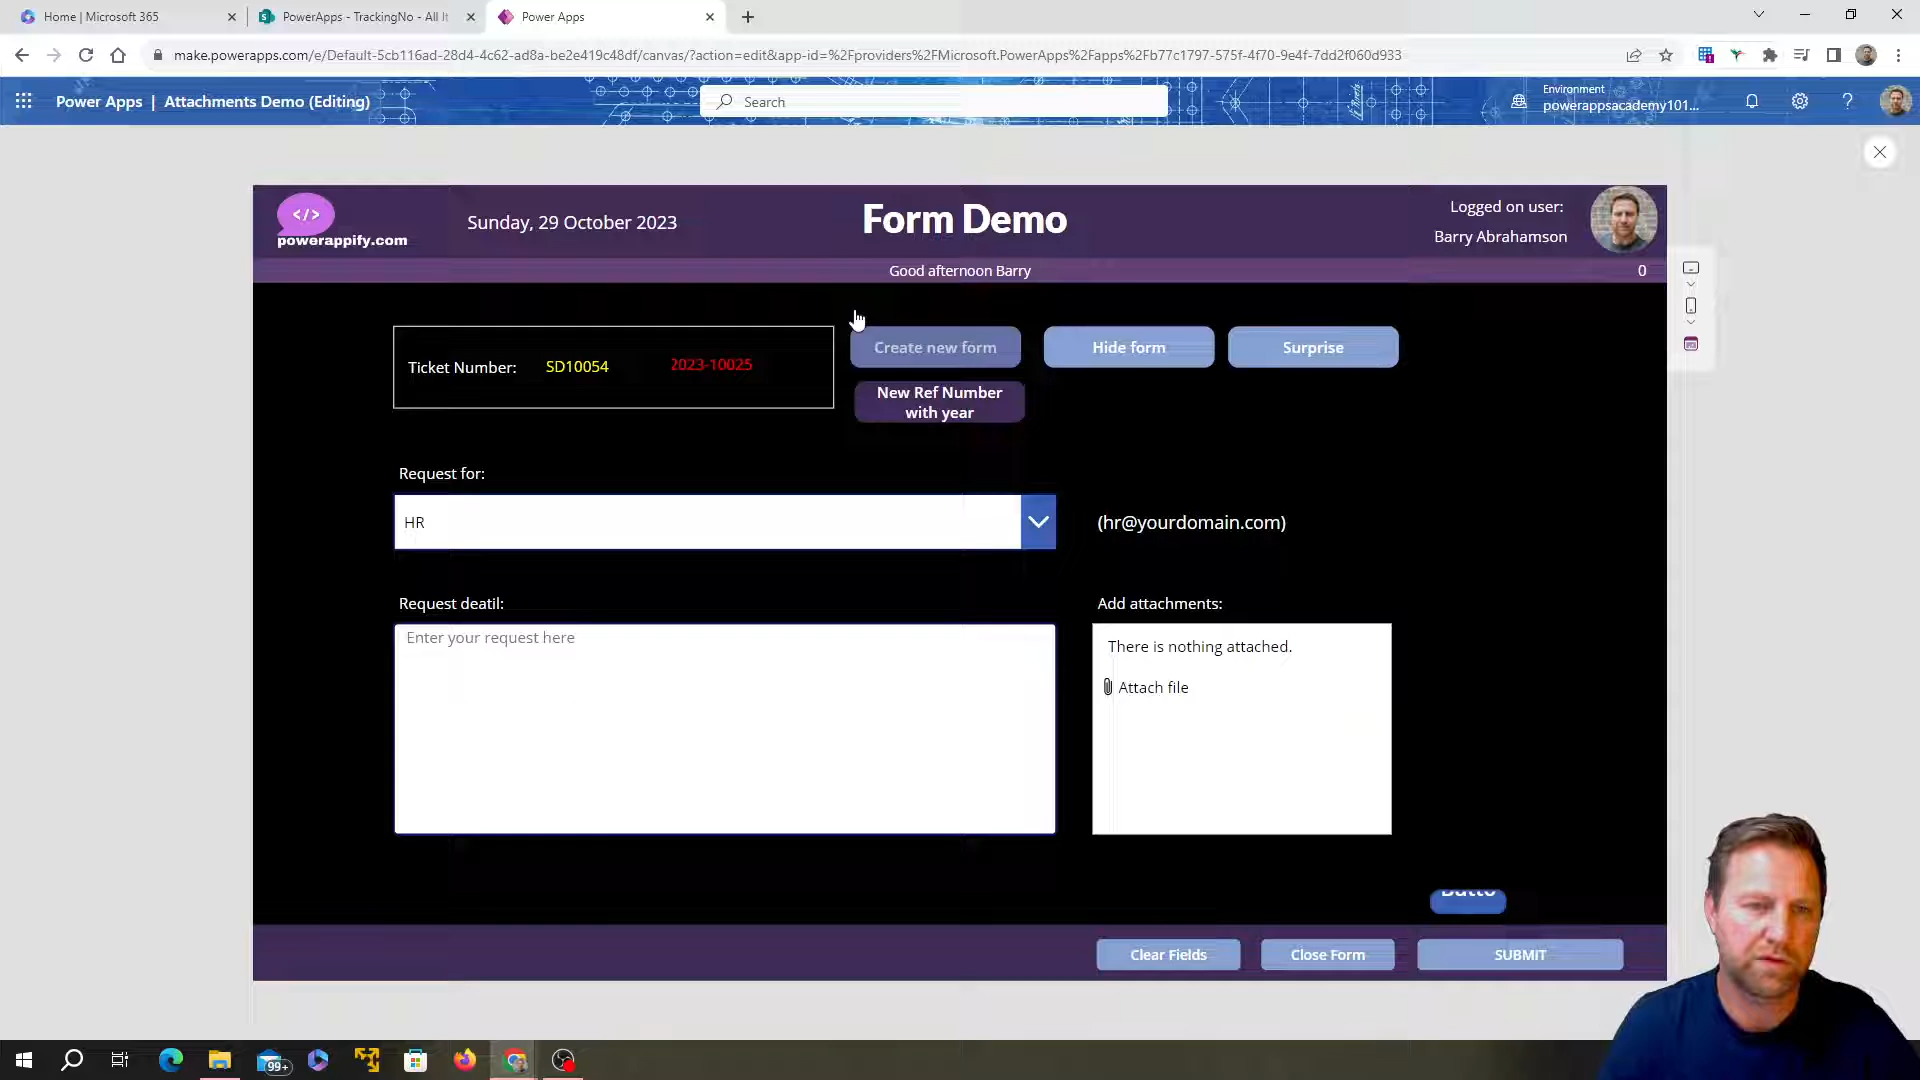 Home | Microsoft 365
PowerApps - TrackingNo - All It
Power Apps
make.powerapps.com/e/Default-5cb116ad-28d4-4c62-ad8a-be2e419c48df/canvas/?action=edit&app-id=%2Fproviders%2FMicrosoft.PowerApps%2Fapps%2Fb77c1797-575f-4f70-9e4f-7dd2f060d933
Power Apps | Attachments Demo (Editing)
Search
Environment
powerappsacademy101...
</>
powerappify.com
Sunday, 29 October 2023
Form Demo
Logged on user:
Barry Abrahamson
Good afternoon Barry
0
Ticket Number:
SD10054
2023-10025
Create new form
Hide form
Surprise
New Ref Number
with year
Request for:
HR
(hr@yourdomain.com)
Request deatil:
Add attachments:
Enter your request here
There is nothing attached.
Attach file
Butto
Clear Fields
Close Form
SUBMIT
99+